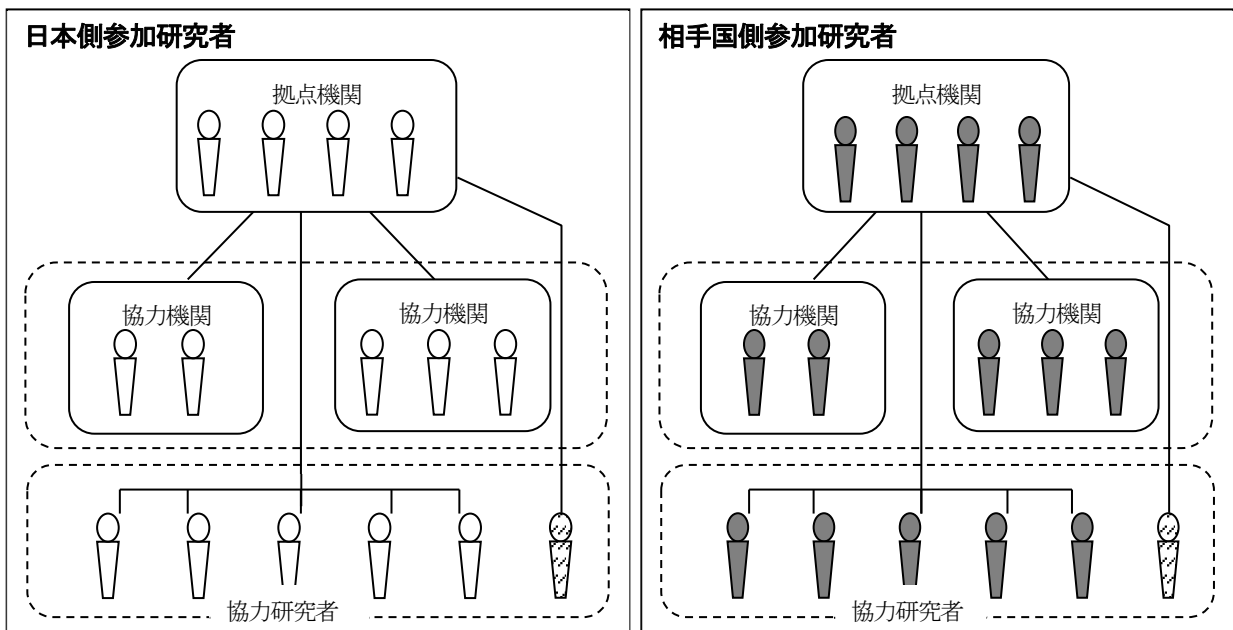 日本側参加研究者
拠点機関
協力機関
協力機関
協力研究者
相手国側参加研究者
拠点機関
協力機関
協力機関
協力研究者